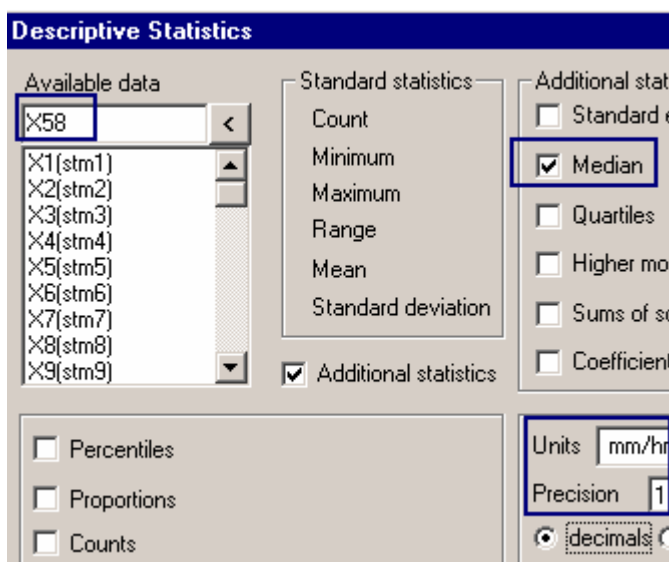 Descriptive Statistics
Available data
X58
<
X1(stm1)
X2(stm2)
X3(stm3)
X4(stm4)
X5(stm5)
X6(stm6)
X7(stm7)
X8(stm8)
X9(stm9)
Standard statistics
Count
Minimum
Maximum
Range
Mean
Standard deviation
Additional statistics
Additional stat
Standard e
Median
Quartiles
Higher mo
Sums of
Coefficient
Percentiles
Proportions
Counts
Units mm/hr
Precision 1
decimals